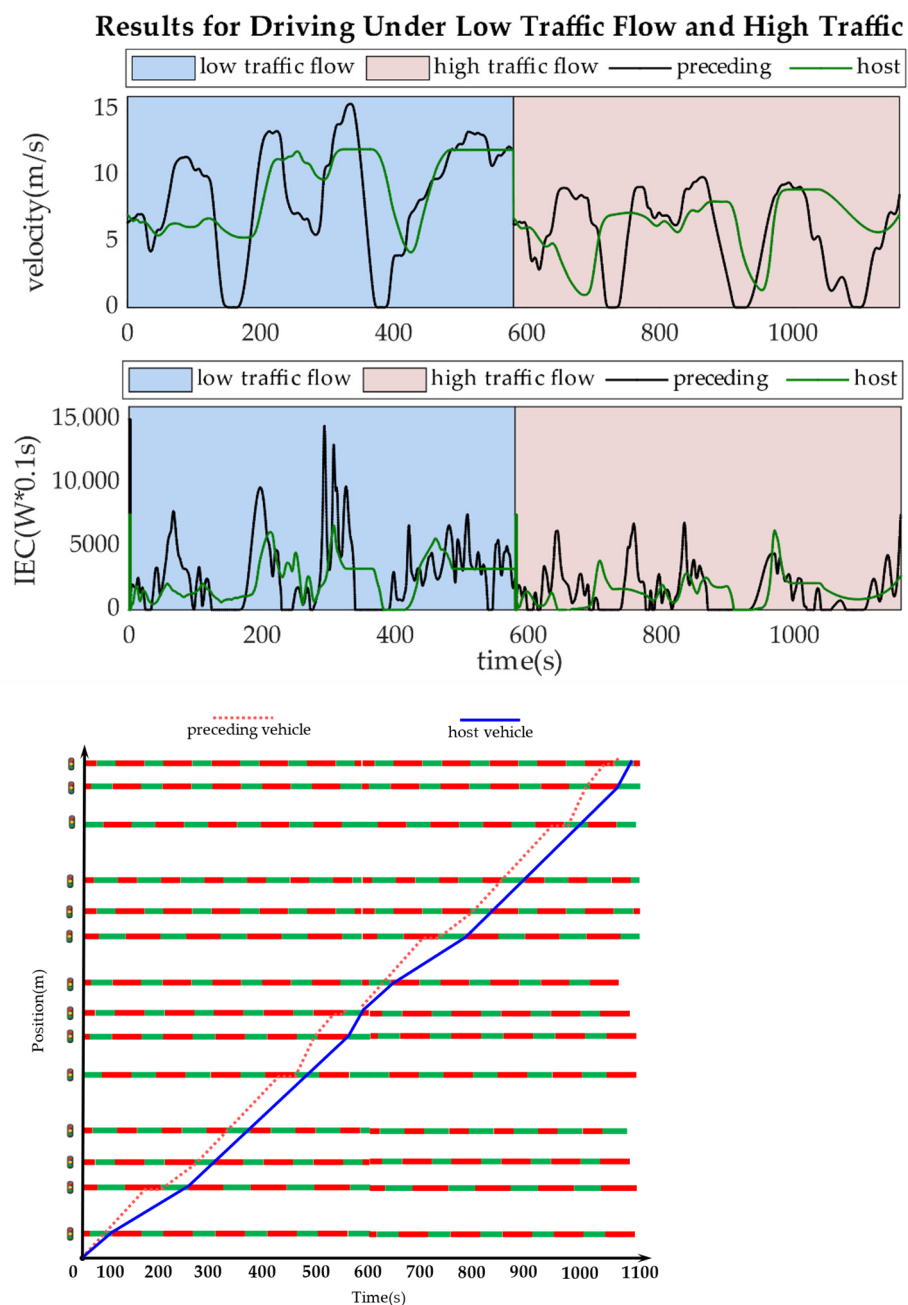 Results for Driving Under Low Traffic Flow and High Traffic
low traffic flow high traffic flow preceding host
velocity(m/s)
15
10
5
0
0 200 400 600 800 1000
low traffic flow high traffic flow preceding host
IEC(W*0.1s)
15,000
10,000
5000
0
0 200 400 600 800 1000
time(s)
preceding vehicle host vehicle
Position(m)
0 100 200 300 400 500 600 700 800 900 1000 1100
Time(s)